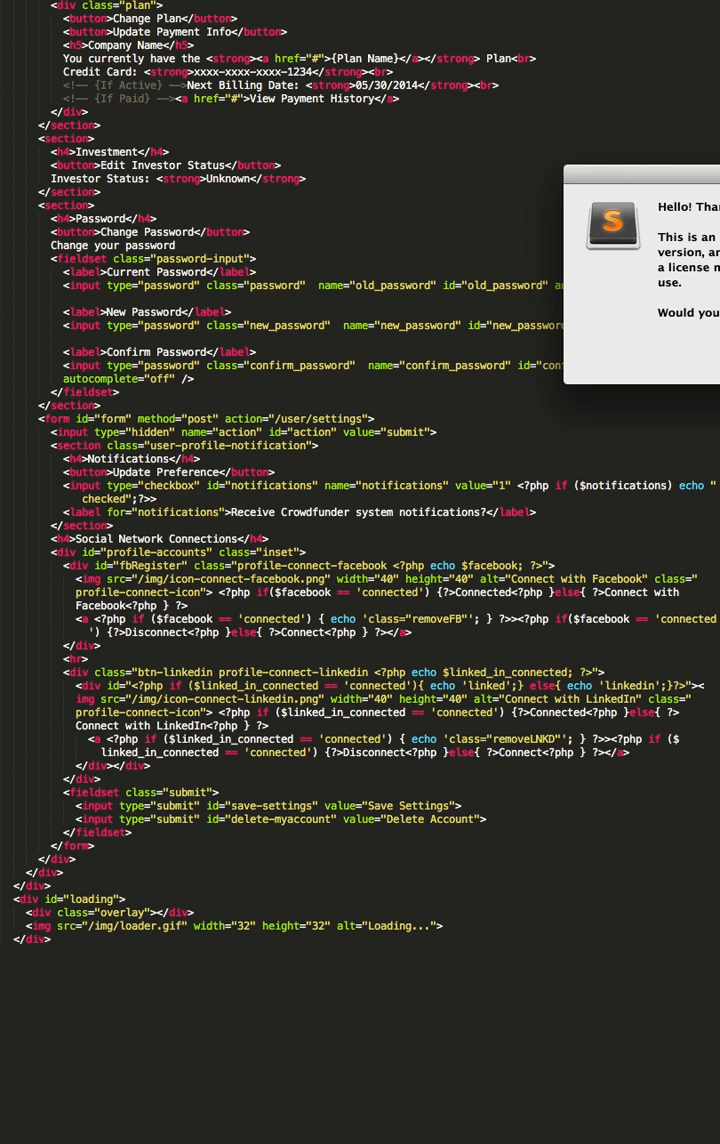 <div class="plan">
<button>Change Plan</button>
<button>Update Payment Info</button>
<h5>Company Name</h5>
You currently have the <strong><a href="#">{Plan Name}</a></strong> Plan<br>
Credit Card: <strong>xxxx-xxxx-xxxx-1234</strong><br>
<!-- {If Active} -->Next Billing Date: <strong>05/30/2014</strong><br>
<!-- {If Paid} --><a href="#">View Payment History</a>
</div>
</section>
<section>
<h4>Investment</h4>
<button>Edit Investor Status</button>
Investor Status: <strong>Unknown</strong>
</section>
<section>
<h4>Password</h4>
<button>Change Password</button>
Change your password
<fieldset class="password-input">
<label>Current Password</label>
<input type="password" class="password"  name="old_password" id="old_password"
<label>New Password</label>
<input type="password" class="new_password"  name="new_password" id="new_password
<label>Confirm Password</label>
<input type="password" class="confirm_password"  name="confirm_password" id="con
autocomplete="off" />
</fieldset>
</section>
<form id="form" method="post" action="/user/settings">
<input type="hidden" name="action" id="action" value="submit">
<section class="user-profile-notification">
<h4>Notifications</h4>
<button>Update Preference</button>
<input type="checkbox" id="notifications" name="notifications" value="1" <?php if ($notifications) echo "
checked";?>>
<label for="notifications">Receive Crowdfunder system notifications?</label>
</section>
<h4>Social Network Connections</h4>
<div id="profile-accounts" class="inset">
<div id="fbRegister" class="profile-connect-facebook <?php echo $facebook; ?>">
<img src="/img/icon-connect-facebook.png" width="40" height="40" alt="Connect with Facebook" class="
profile-connect-icon"> <?php if($facebook == 'connected') {?>Connected<?php }else{ ?>Connect with
Facebook<?php } ?>
<a <?php if ($facebook == 'connected') { echo 'class="removeFB"'; } ?>><?php if($facebook == 'connected
') {?>Disconnect<?php }else{ ?>Connect<?php } ?></a>
</div>
<hr>
<div class="btn-linkedin profile-connect-linkedin <?php echo $linked_in_connected; ?>">
<div id="<?php if ($linked_in_connected == 'connected'){ echo 'linked';} else{ echo 'linkedin';}?>"><
img src="/img/icon-connect-linkedin.png" width="40" height="40" alt="Connect with LinkedIn" class="
profile-connect-icon"> <?php if ($linked_in_connected == 'connected') {?>Connected<?php }else{ ?>
Connect with LinkedIn<?php } ?>
<a <?php if ($linked_in_connected == 'connected') { echo 'class="removeLNKD"'; } ?>><?php if ($
linked_in_connected == 'connected') {?>Disconnect<?php }else{ ?>Connect<?php } ?></a>
</div></div>
</div>
<fieldset class="submit">
<input type="submit" id="save-settings" value="Save Settings">
<input type="submit" id="delete-myaccount" value="Delete Account">
</fieldset>
</form>
</div>
</div>
</div>
<div id="loading">
<div class="overlay"></div>
<img src="/img/loader.gif" width="32" height="32" alt="Loading...">
</div>
S
Hello! Tha
This is an
version, a
a license
use.
Would you